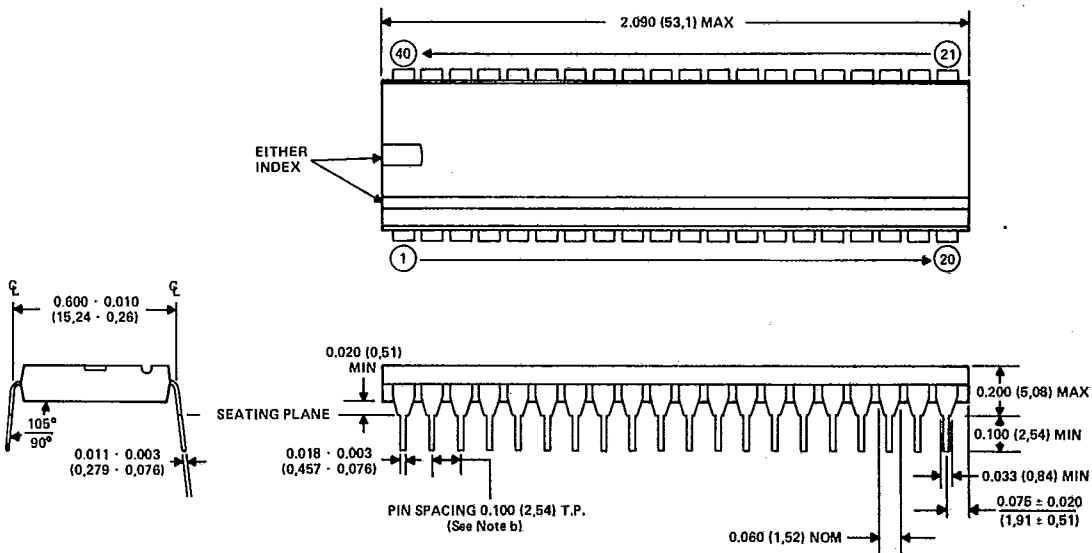 2.090 (53,1) MAX
40
21
EITHER
INDEX
1
20
℄
℄
0.600 · 0.010
(15,24 · 0,26)
0.020 (0,51)
MIN
0.200 (5,08) MAX
SEATING PLANE
105°
90°
0.100 (2,54) MIN
0.011 · 0.003
(0,279 · 0,076)
0.018 · 0.003
(0,457 · 0,076)
0.033 (0,84) MIN
PIN SPACING 0.100 (2,54) T.P.
(See Note b)
0.075 ± 0.020
(1,91 ± 0,51)
0.060 (1,52) NOM